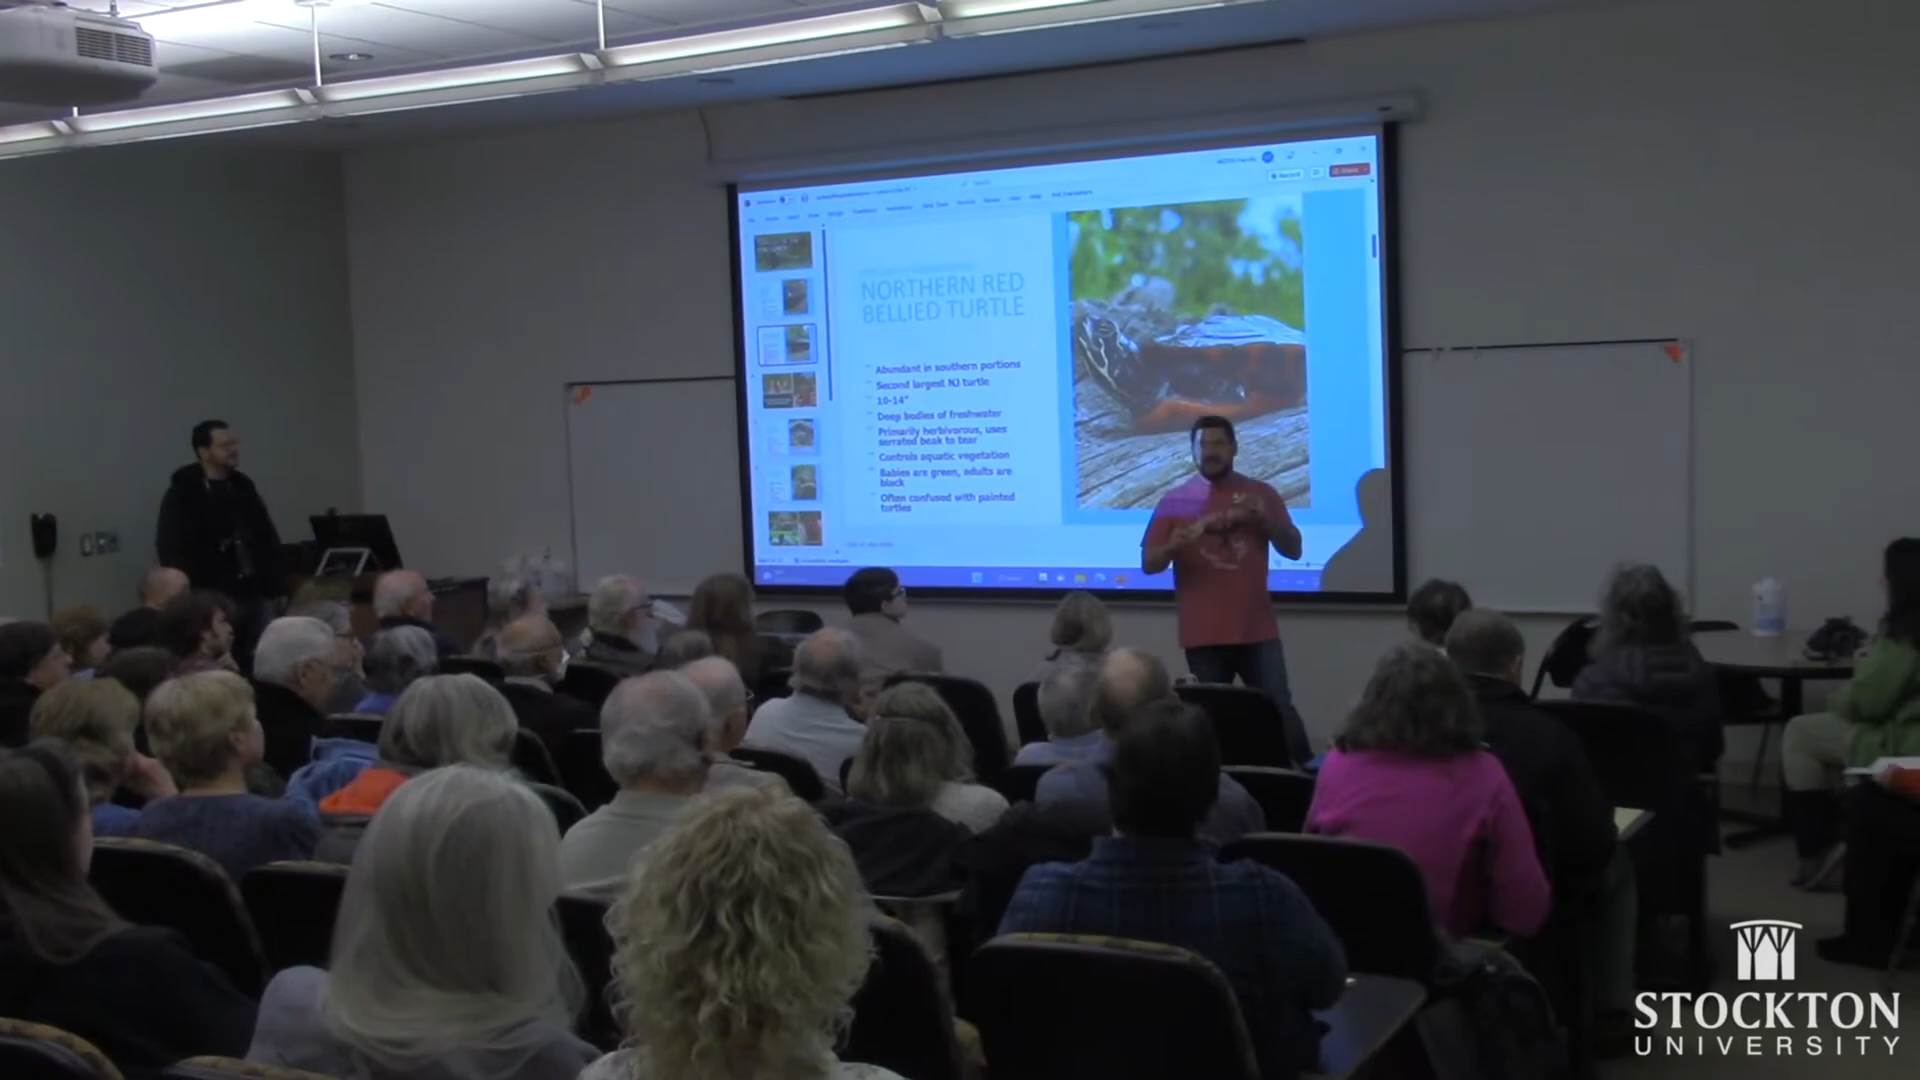 Record
Share
NORTHERN RED
BELLIED TURTLE
Abundant in southern portions
Second largest NJ turtle
10-14"
Deep bodies of freshwater
Primarily herbivorous, uses
serrated beak to tear
Controls aquatic vegetation
Babies are green, adults are
black
Often confused with painted
turtles
STOCKTON
UNIVERSITY